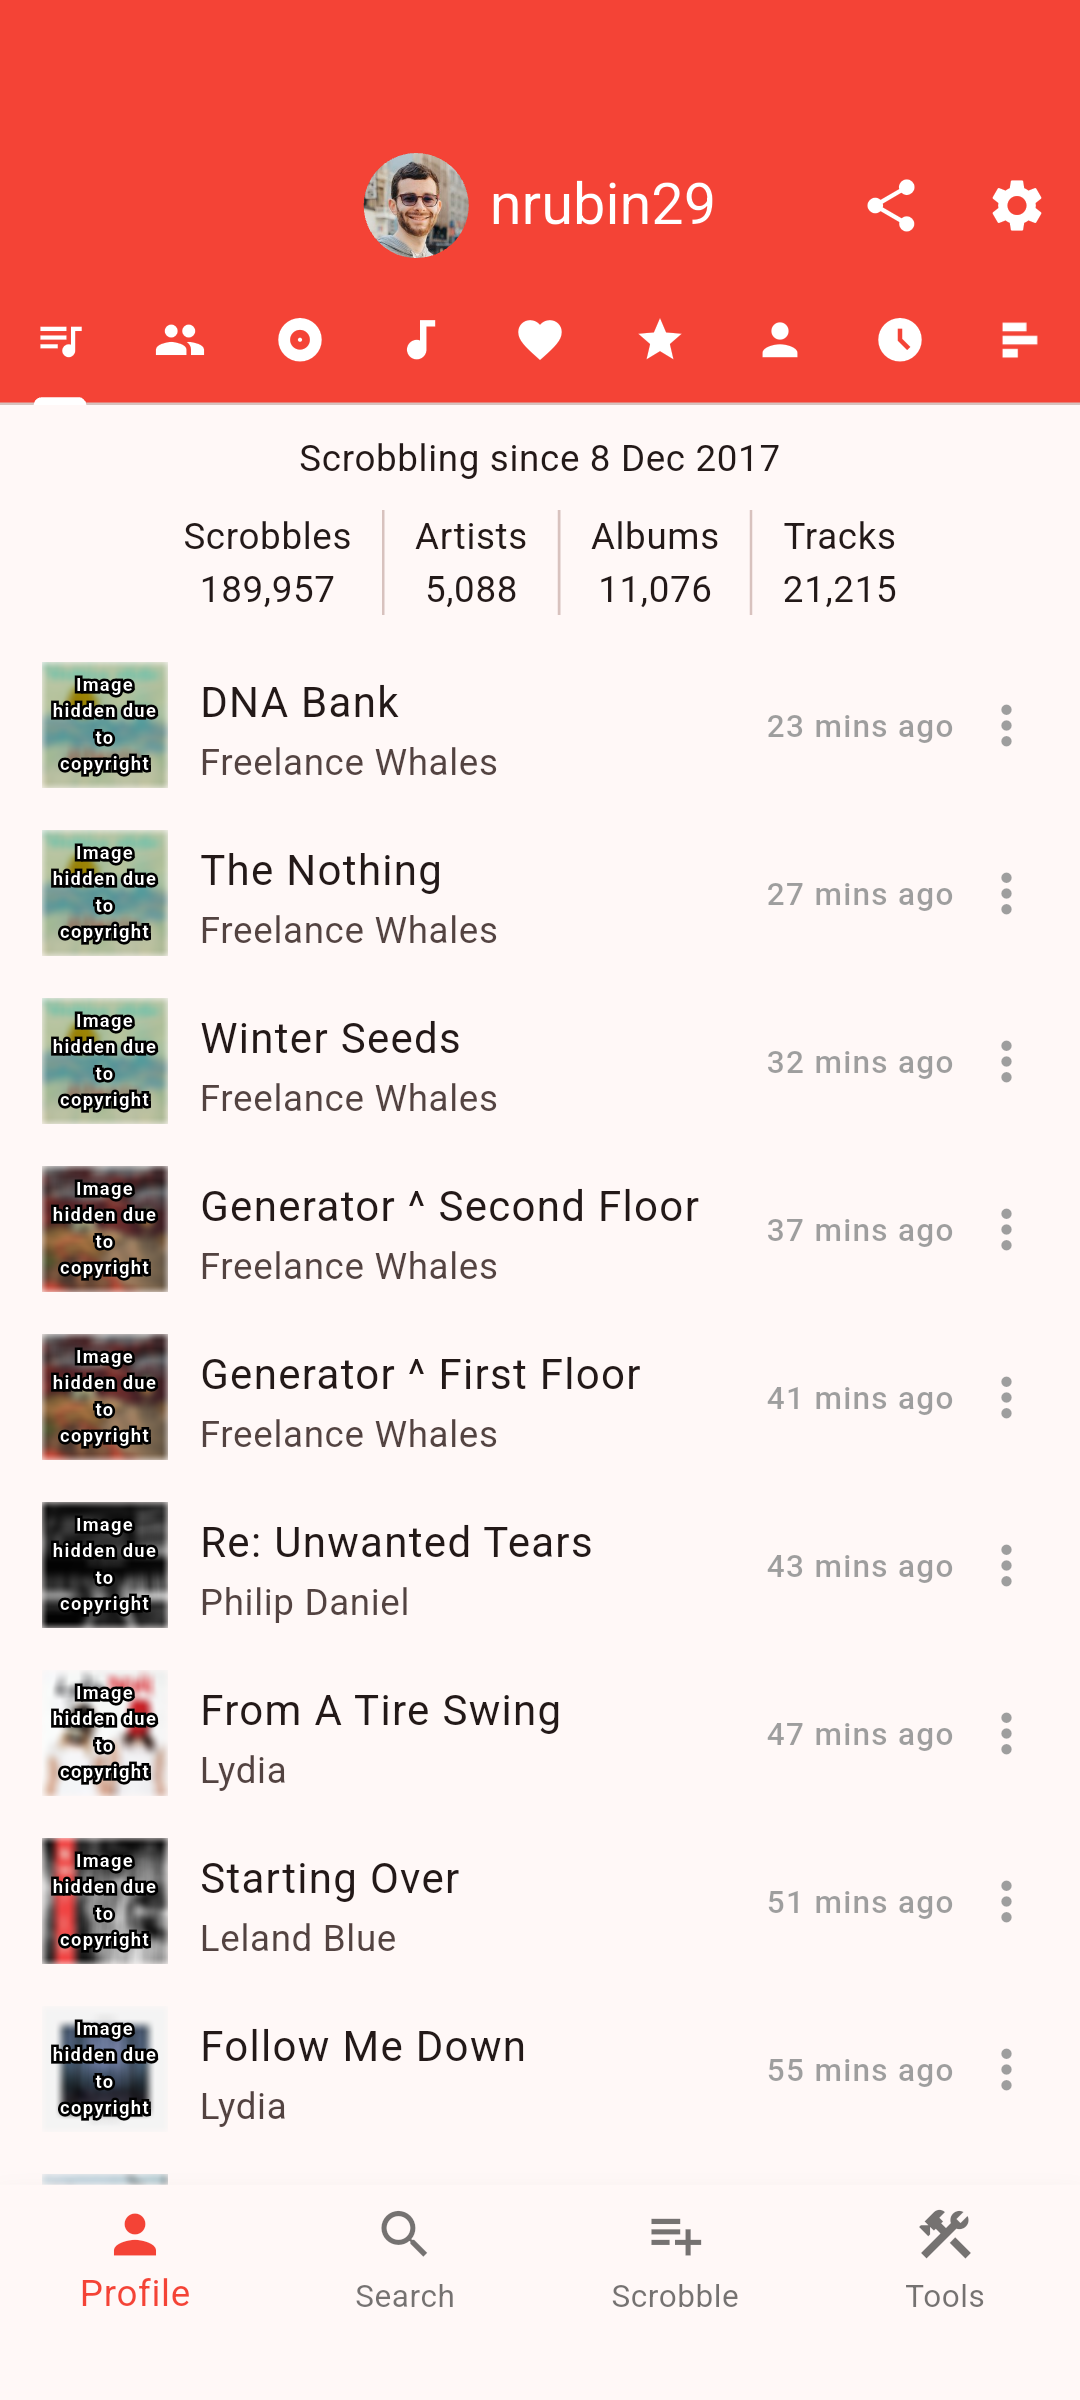 nrubin29
Scrobbling since 8 Dec 2017
Scrobbles
189,957
Artists
5,088
Albums
11,076
Tracks
21,215
Image
hidden due
to
copyright
DNA Bank
Freelance Whales
23 mins ago
Image
hidden due
to
copyright
The Nothing
Freelance Whales
27 mins ago
Image
hidden due
to
copyright
Winter Seeds
Freelance Whales
32 mins ago
Image
hidden due
to
copyright
Generator ^ Second Floor
Freelance Whales
37 mins ago
Image
hidden due
to
copyright
Generator ^ First Floor
Freelance Whales
41 mins ago
Image
hidden due
to
copyright
Re: Unwanted Tears
Philip Daniel
43 mins ago
Image
hidden due
to
copyright
From A Tire Swing
Lydia
47 mins ago
Image
hidden due
to
copyright
Starting Over
Leland Blue
51 mins ago
Image
hidden due
to
copyright
Follow Me Down
Lydia
55 mins ago
Profile
Search
Scrobble
Tools